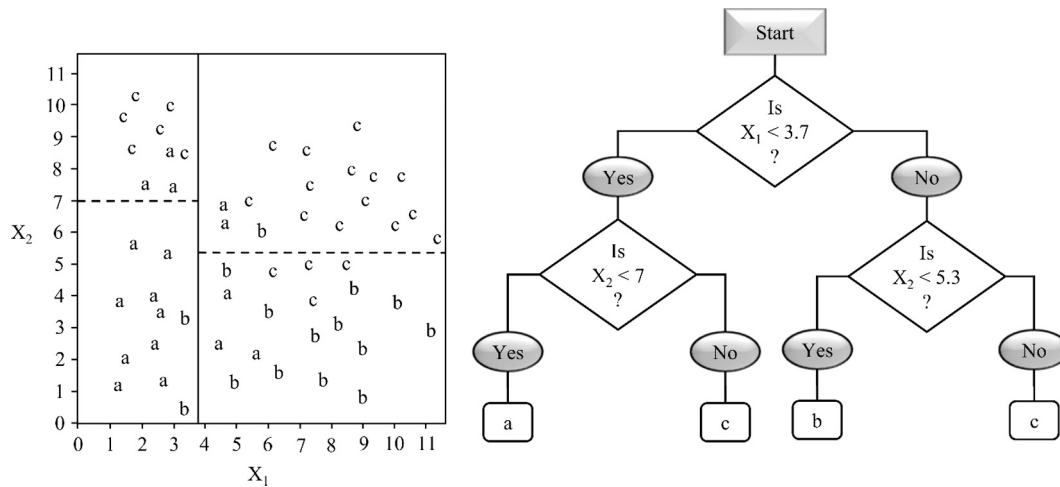 11
c
10 c
c
c c
9
c a c c c
8 c c c
a a c
7 c c
a c c
a c c
6 b c
X₂
a a
5 b c c c
b
4 a a a c b
a b b
3 b b
a a b b
2 a a
b
1 a a b b b
b
0
0 1 2 3 4 5 6 7 8 9 10 11
X₁
Start
Is
X₁ < 3.7
?
Yes
No
Is
X₂ < 7
?
Is
X₂ < 5.3
?
Yes
No
Yes
No
a
c
b
c